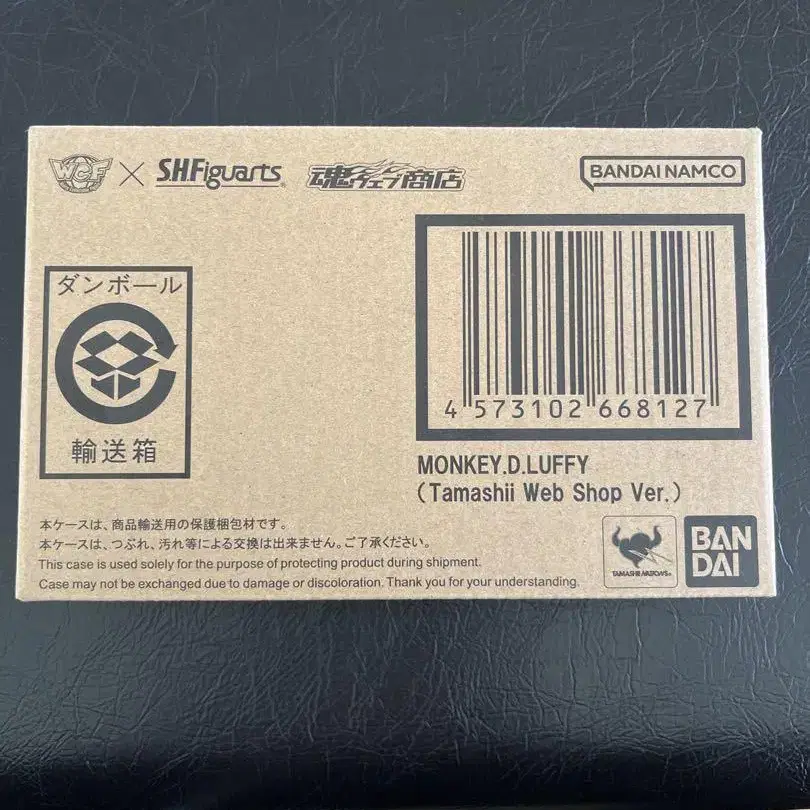 WCF × S.H.Figuarts® 魂ウェブ商店
BANDAI NAMCO
ダンボール
輸送箱
4 573102 668127
MONKEY.D.LUFFY
(Tamashii Web Shop Ver.)
本ケースは、商品輸送用の保護梱包材です。
本ケースは、つぶれ、汚れ等による交換は出来ません。ご了承ください。
This case is used solely for the purpose of protecting product during shipment.
Case may not be exchanged due to damage or discoloration. Thank you for your understanding.
TAMASHII NATIONS®
BAN
DAI